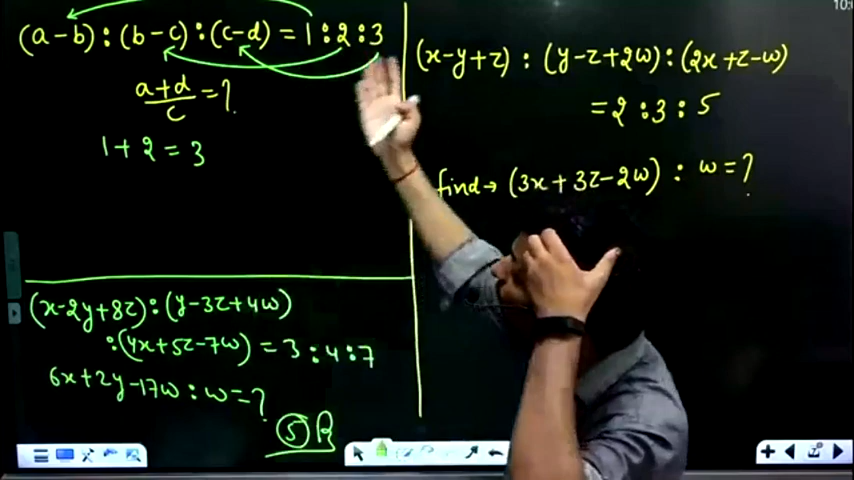 (a-b) : (b-c) : (c-d) = 1 : 2 : 3
a+d/c = ?
1 + 2 = 3
(x-2y+8z) : (y-3z+4w)
: (4x+5z-7w) = 3 : 4 : 7
6x+2y-17w : w = ?
5
(x-y+z) : (y-z+2w) : (2x+z-w)
= 2 : 3 : 5
find→ (3x+3z-2w) : w = ?